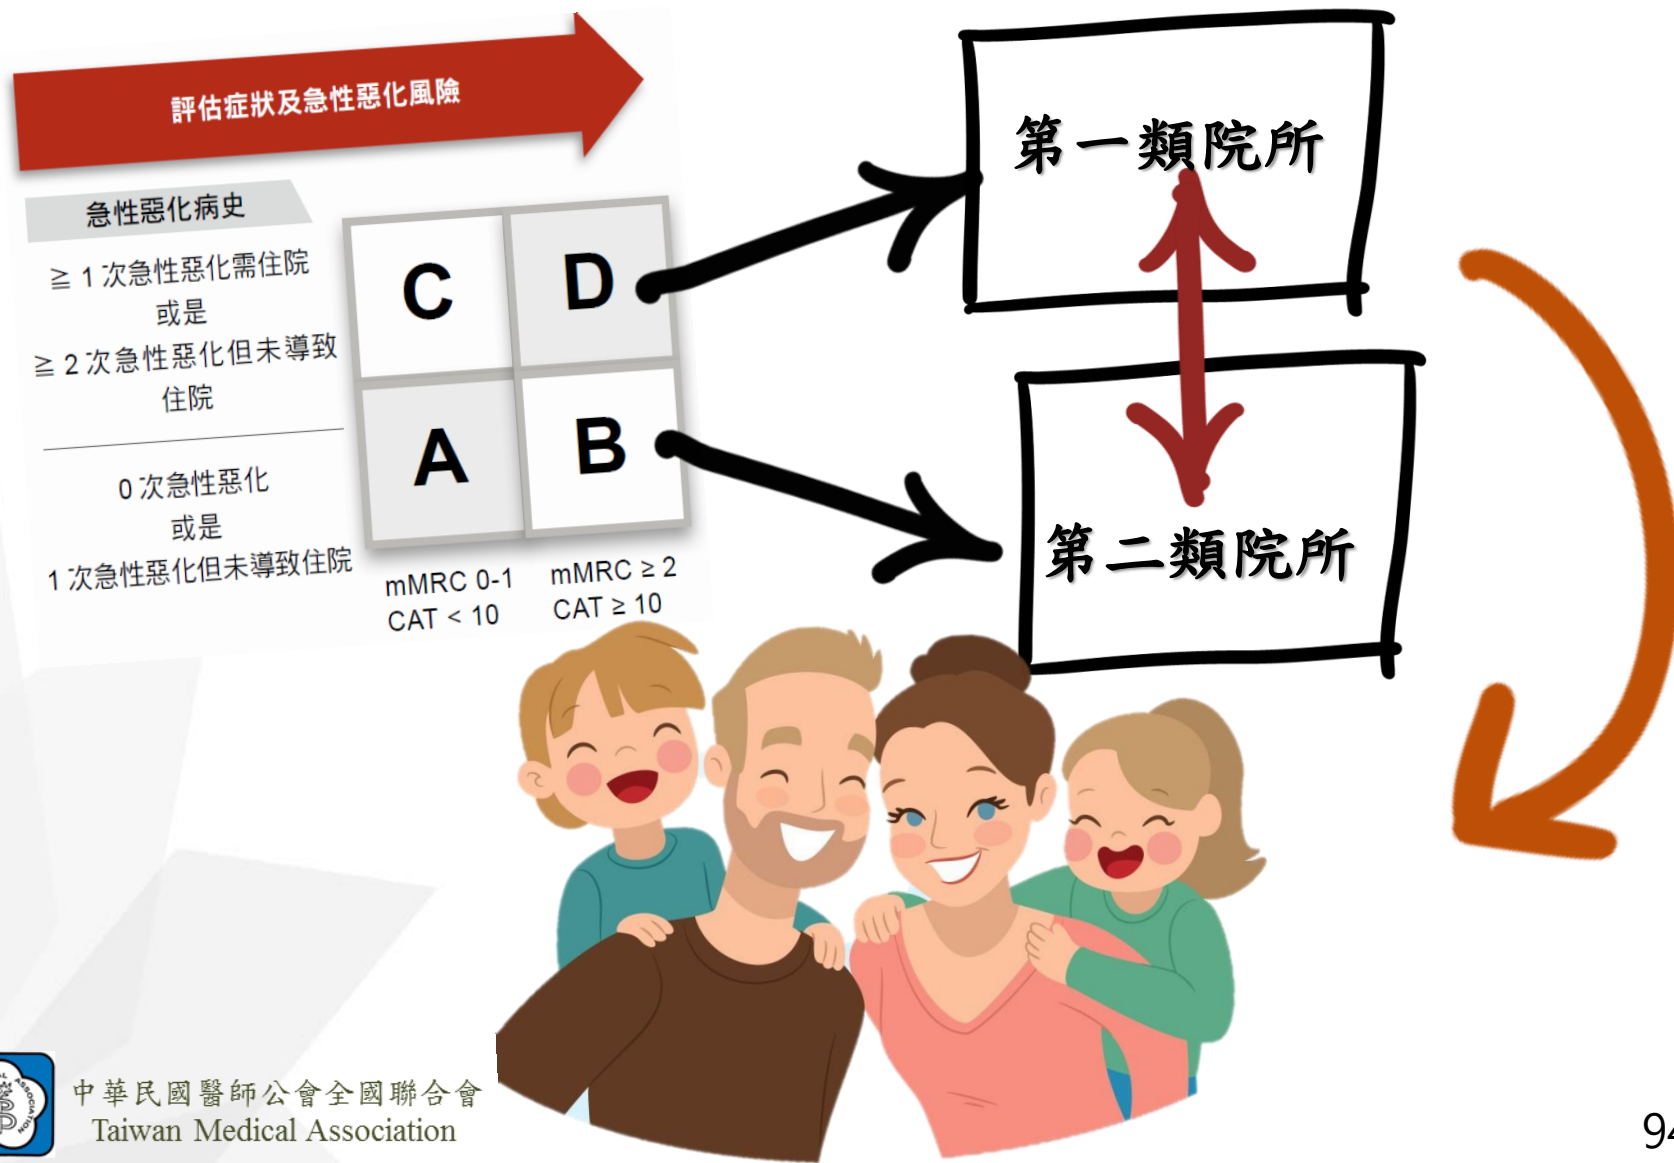 評估症狀及急性惡化風險
急性惡化病史
≧ 1 次急性惡化需住院
或是
≧ 2 次急性惡化但未導致
住院
0 次急性惡化
或是
1 次急性惡化但未導致住院
C D
A B
mMRC 0-1
CAT < 10
mMRC ≥ 2
CAT ≥ 10
第一類院所
第二類院所
中華民國醫師公會全國聯合會
Taiwan Medical Association
94